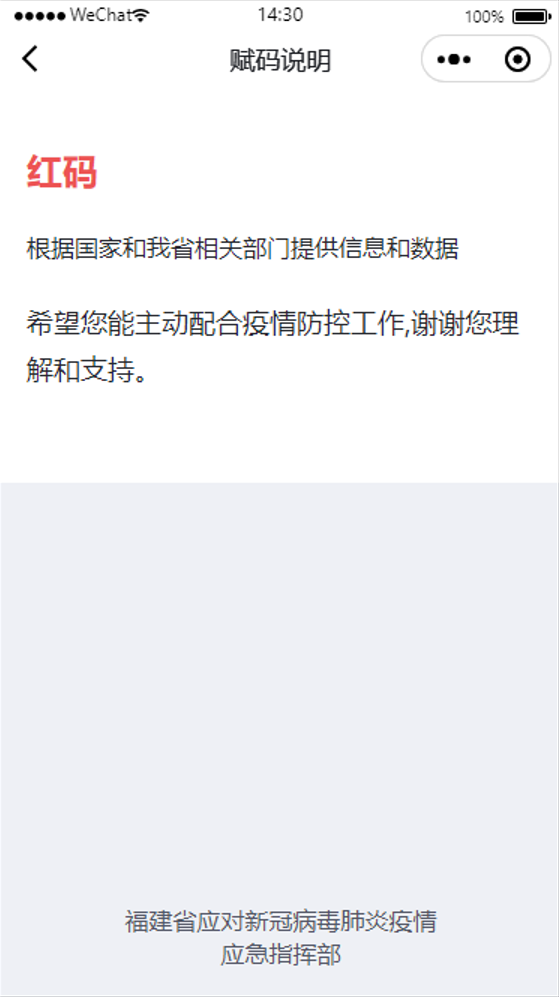 WeChat 14:30 100%
赋码说明
红码
根据国家和我省相关部门提供信息和数据
希望您能主动配合疫情防控工作,谢谢您理
解和支持。
福建省应对新冠病毒肺炎疫情
应急指挥部